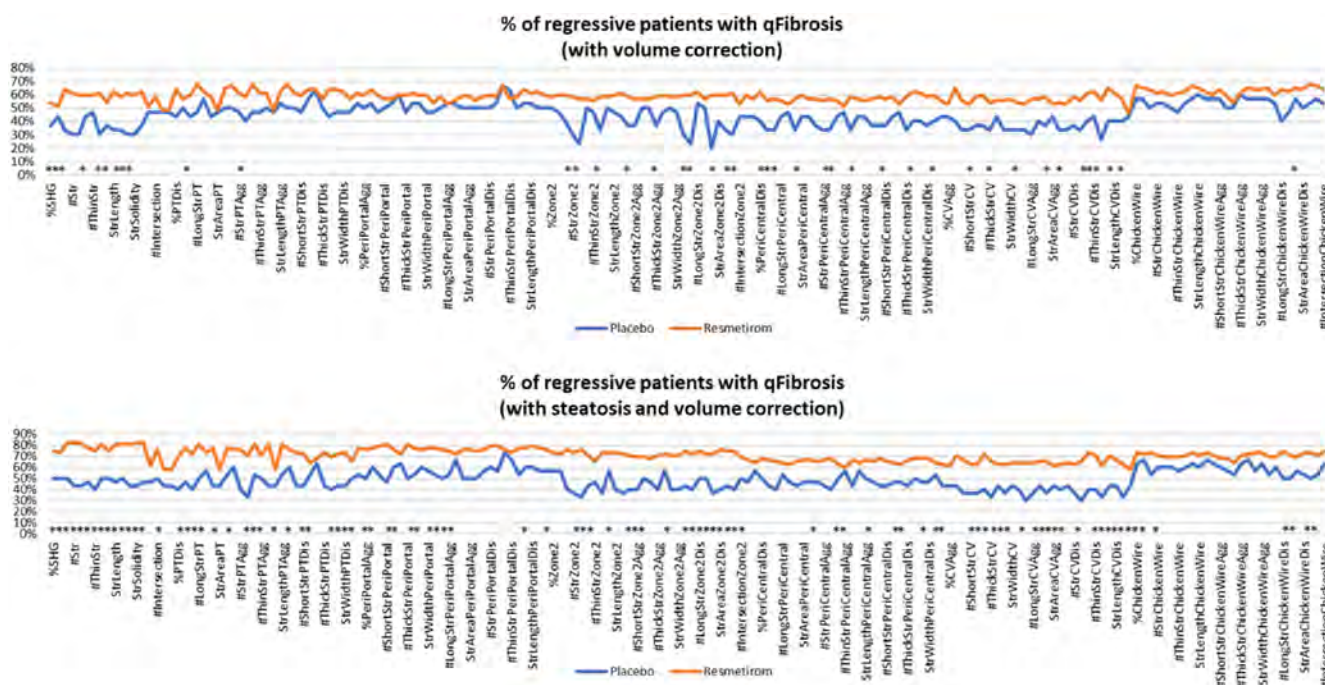 % of regressive patients with qFibrosis
(with volume correction)
80%
70%
60%
50%
40%
30%
20%
10%
0%
%SHG
#Str
#ThinStr
StrLength
StrSolidity
#Intersection
%PTDis
#LongStrPT
StrAreaPT
#StrPTAgg
#ThinStrPTAgg
StrLengthPTAgg
#ShortStrPTDis
#ThickStrPTDis
StrWidthPTDis
%PeriPortalAgg
#ShortStrPeriPortal
#ThickStrPeriPortal
StrWidthPeriPortal
#LongStrPeriPortalAgg
StrAreaPeriPortalAgg
#StrPeriPortalDis
#ThinStrPeriPortalDis
StrLengthPeriPortalDis
%Zone2
#StrZone2
#ThinStrZone2
StrLengthZone2
#ShortStrZone2Agg
#ThickStrZone2Agg
StrWidthZone2Agg
#LongStrZone2Dis
StrAreaZone2Dis
#IntersectionZone2
%PeriCentralDis
#LongStrPeriCentral
StrAreaPeriCentral
#StrPeriCentralAgg
#ThinStrPeriCentralAgg
StrLengthPeriCentralAgg
#ShortStrPeriCentralDis
#ThickStrPeriCentralDis
StrWidthPeriCentralDis
%CVAgg
#ShortStrCV
#ThickStrCV
StrWidthCV
#LongStrCVAgg
StrAreaCVAgg
#StrCVDis
#ThinStrCVDis
StrLengthCVDis
%ChickenWire
#StrChickenWire
#ThinStrChickenWire
StrLengthChickenWire
#ShortStrChickenWireAgg
#ThickStrChickenWireAgg
StrWidthChickenWireAgg
#LongStrChickenWireDis
StrAreaChickenWireDis
#IntersectionChickenWire
Placebo Resmetirom
% of regressive patients with qFibrosis
(with steatosis and volume correction)
90%
80%
70%
60%
50%
40%
30%
20%
10%
0%
%SHG
#Str
#ThinStr
StrLength
StrSolidity
#Intersection
%PTDis
#LongStrPT
StrAreaPT
#StrPTAgg
#ThinStrPTAgg
StrLengthPTAgg
#ShortStrPTDis
#ThickStrPTDis
StrWidthPTDis
%PeriPortalAgg
#ShortStrPeriPortal
#ThickStrPeriPortal
StrWidthPeriPortal
#LongStrPeriPortalAgg
StrAreaPeriPortalAgg
#StrPeriPortalDis
#ThinStrPeriPortalDis
StrLengthPeriPortalDis
%Zone2
#StrZone2
#ThinStrZone2
StrLengthZone2
#ShortStrZone2Agg
#ThickStrZone2Agg
StrWidthZone2Agg
#LongStrZone2Dis
StrAreaZone2Dis
#IntersectionZone2
%PeriCentralDis
#LongStrPeriCentral
StrAreaPeriCentral
#StrPeriCentralAgg
#ThinStrPeriCentralAgg
StrLengthPeriCentralAgg
#ShortStrPeriCentralDis
#ThickStrPeriCentralDis
StrWidthPeriCentralDis
%CVAgg
#ShortStrCV
#ThickStrCV
StrWidthCV
#LongStrCVAgg
StrAreaCVAgg
#StrCVDis
#ThinStrCVDis
StrLengthCVDis
%ChickenWire
#StrChickenWire
#ThinStrChickenWire
StrLengthChickenWire
#ShortStrChickenWireAgg
#ThickStrChickenWireAgg
StrWidthChickenWireAgg
#LongStrChickenWireDis
StrAreaChickenWireDis
Placebo Resmetirom